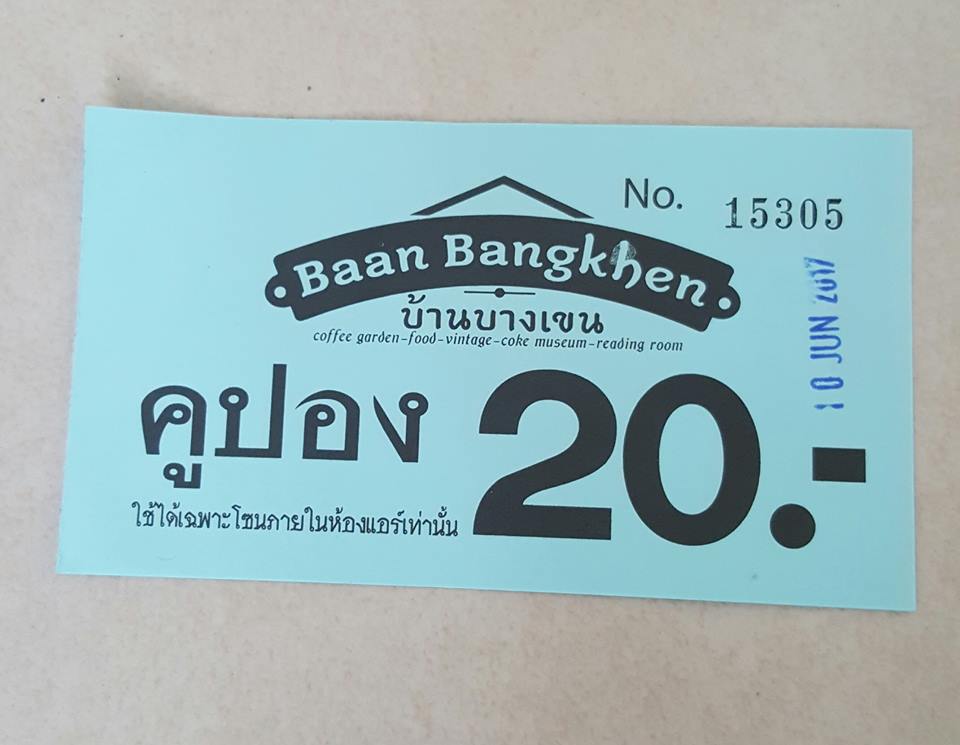 No. 15305
Baan Bangkhen
บ้านบางเขน
coffee garden-food-vintage-coke museum-reading room
10 JUN 2017
คูปอง 20.-
ใช้ได้เฉพาะโซนภายในห้องแอร์เท่านั้น